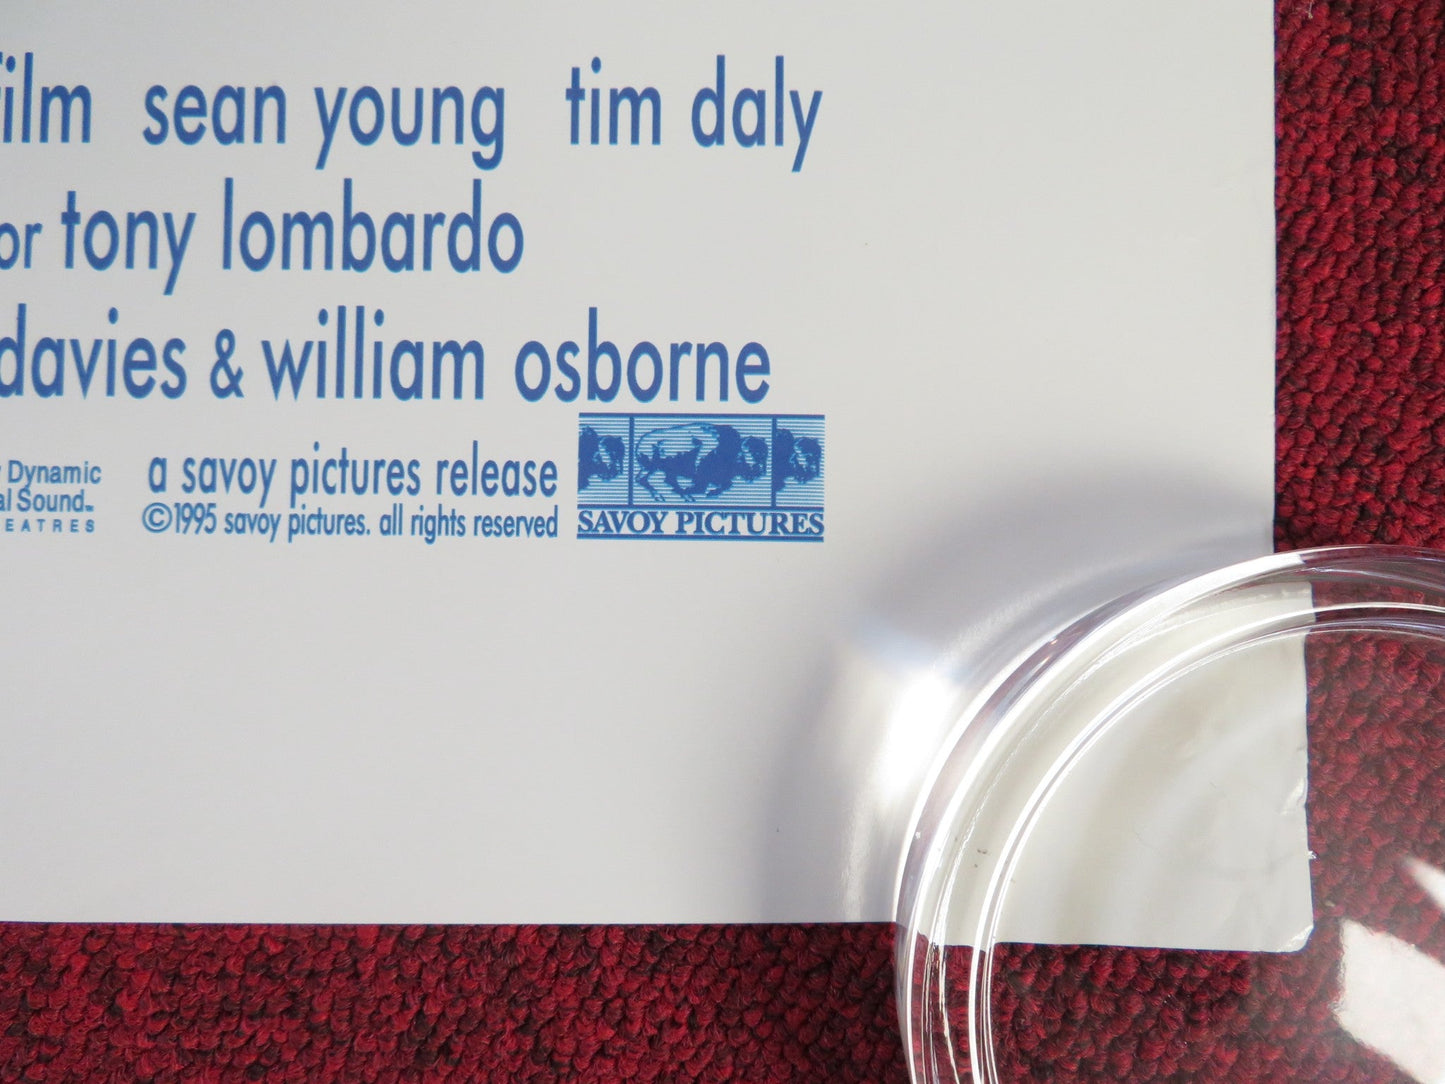 film sean young tim daly
or tony lombardo
davies & william osborne
Dynamic
al Sound™
EATRES
a savoy pictures release
©1995 savoy pictures. all rights reserved
SAVOY PICTURES